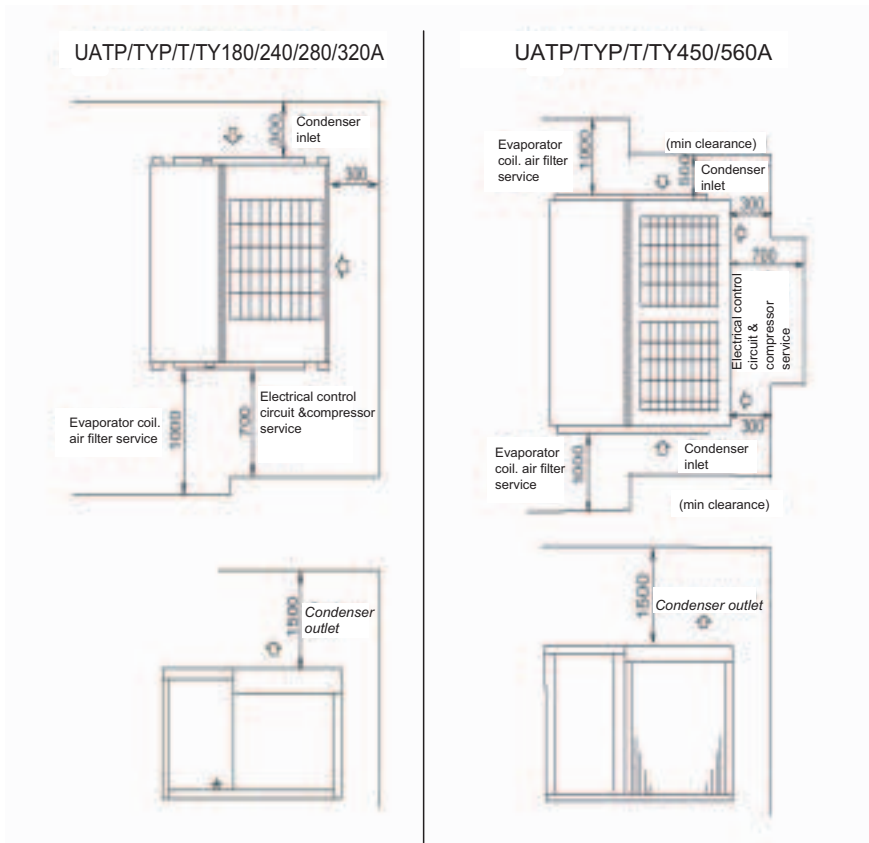 UATP/TYP/T/TY180/240/280/320A
300
Condenser
inlet
300
1000
Evaporator coil.
air filter service
700
Electrical control
circuit &compressor
service
1500
Condenser
outlet
UATP/TYP/T/TY450/560A
Evaporator
coil. air filter
service
1000
(min clearance)
500
Condenser
inlet
300
700
Electrical control
circuit &
compressor
service
300
Evaporator
coil. air filter
service
1000
Condenser
inlet
(min clearance)
1500
Condenser outlet